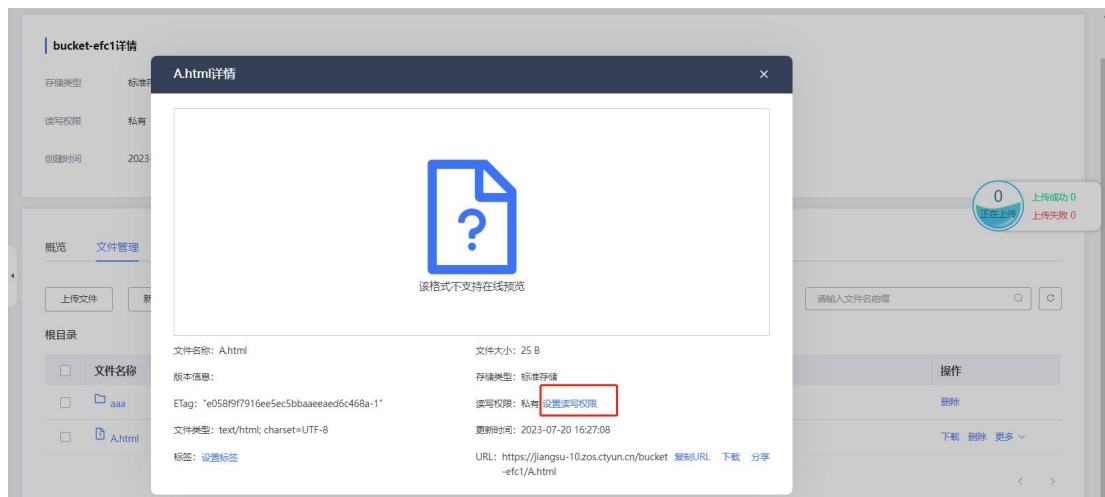 bucket-efc1详情
存储类型 标准存
读写权限 私有
创建时间 2023-
A.html详情 ×
该格式不支持在线预览
文件名称：A.html 文件大小：25 B
版本信息： 存储类型：标准存储
ETag："e058f9f7916ee5ec5bbaaeeaed6c468a-1" 读写权限：私有 设置读写权限
文件类型：text/html; charset=UTF-8 更新时间：2023-07-20 16:27:08
标签：设置标签 URL：https://jiangsu-10.zos.ctyun.cn/bucket 复制URL 下载 分享
-efc1/A.html
0 上传成功 0
正在上传 上传失败 0
概览 文件管理
上传文件 新 请输入文件名前缀
根目录
文件名称 操作
aaa 删除
A.html 下载 删除 更多